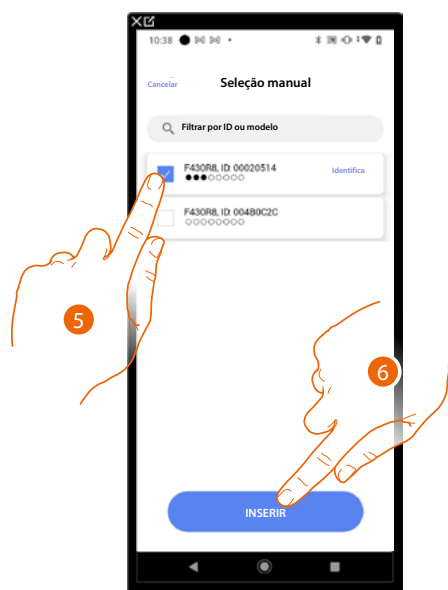 10:38
Cancelar
Seleção manual
Filtrar por ID ou modelo
F430R8, ID: 00020514
Identifica
F430R8, ID: 004B0C2C
5
6
INSERIR